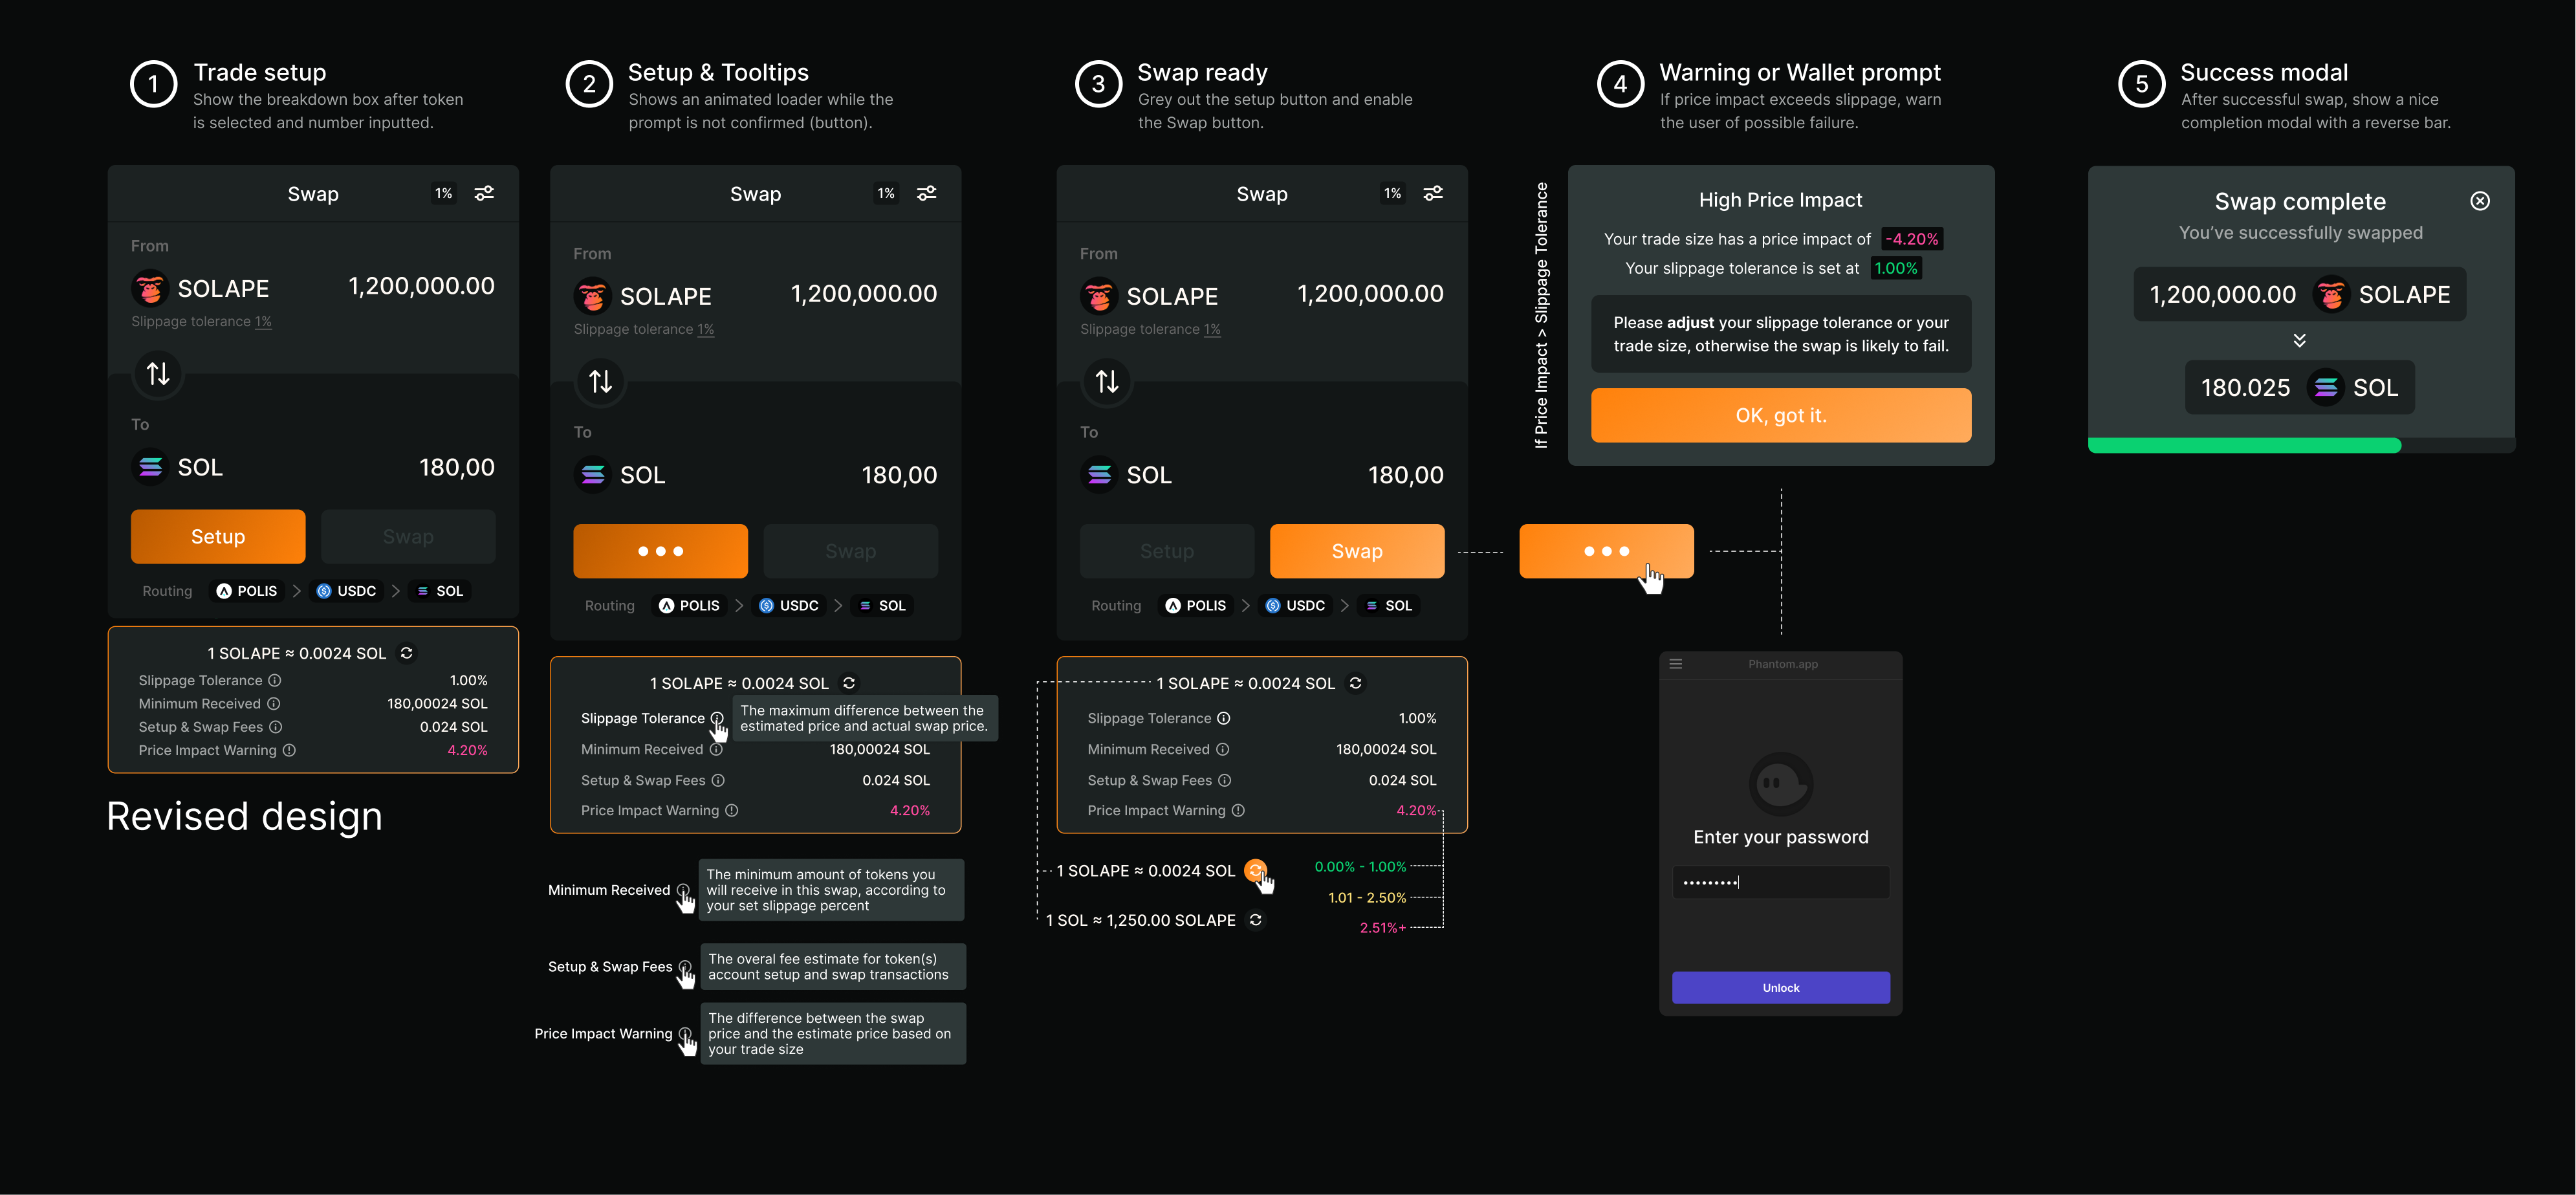 1
Trade setup
Show the breakdown box after token
is selected and number inputted.
Swap
1%
From
SOLAPE
1,200,000.00
Slippage tolerance 1%
To
SOL
180,00
Setup
Swap
Routing
POLIS
USDC
SOL
1 SOLAPE ≈ 0.0024 SOL
Slippage Tolerance
1.00%
Minimum Received
180,00024 SOL
Setup & Swap Fees
0.024 SOL
Price Impact Warning
4.20%
Revised design
2
Setup & Tooltips
Shows an animated loader while the
prompt is not confirmed (button).
Swap
1%
From
SOLAPE
1,200,000.00
Slippage tolerance 1%
To
SOL
180,00
Swap
Routing
POLIS
USDC
SOL
1 SOLAPE ≈ 0.0024 SOL
Slippage Tolerance
The maximum difference between the
estimated price and actual swap price.
Minimum Received
180,00024 SOL
Setup & Swap Fees
0.024 SOL
Price Impact Warning
4.20%
Minimum Received
The minimum amount of tokens you
will receive in this swap, according to
your set slippage percent
Setup & Swap Fees
The overal fee estimate for token(s)
account setup and swap transactions
Price Impact Warning
The difference between the swap
price and the estimate price based on
your trade size
3
Swap ready
Grey out the setup button and enable
the Swap button.
Swap
1%
From
SOLAPE
1,200,000.00
Slippage tolerance 1%
To
SOL
180,00
Setup
Swap
Routing
POLIS
USDC
SOL
1 SOLAPE ≈ 0.0024 SOL
Slippage Tolerance
1.00%
Minimum Received
180,00024 SOL
Setup & Swap Fees
0.024 SOL
Price Impact Warning
4.20%
1 SOLAPE ≈ 0.0024 SOL
1 SOL ≈ 1,250.00 SOLAPE
0.00% - 1.00%
1.01 - 2.50%
2.51%+
4
Warning or Wallet prompt
If price impact exceeds slippage, warn
the user of possible failure.
If Price Impact > Slippage Tolerance
High Price Impact
Your trade size has a price impact of -4.20%
Your slippage tolerance is set at 1.00%
Please adjust your slippage tolerance or your
trade size, otherwise the swap is likely to fail.
OK, got it.
Phantom.app
Enter your password
Unlock
5
Success modal
After successful swap, show a nice
completion modal with a reverse bar.
Swap complete
You've successfully swapped
1,200,000.00 SOLAPE
180.025 SOL